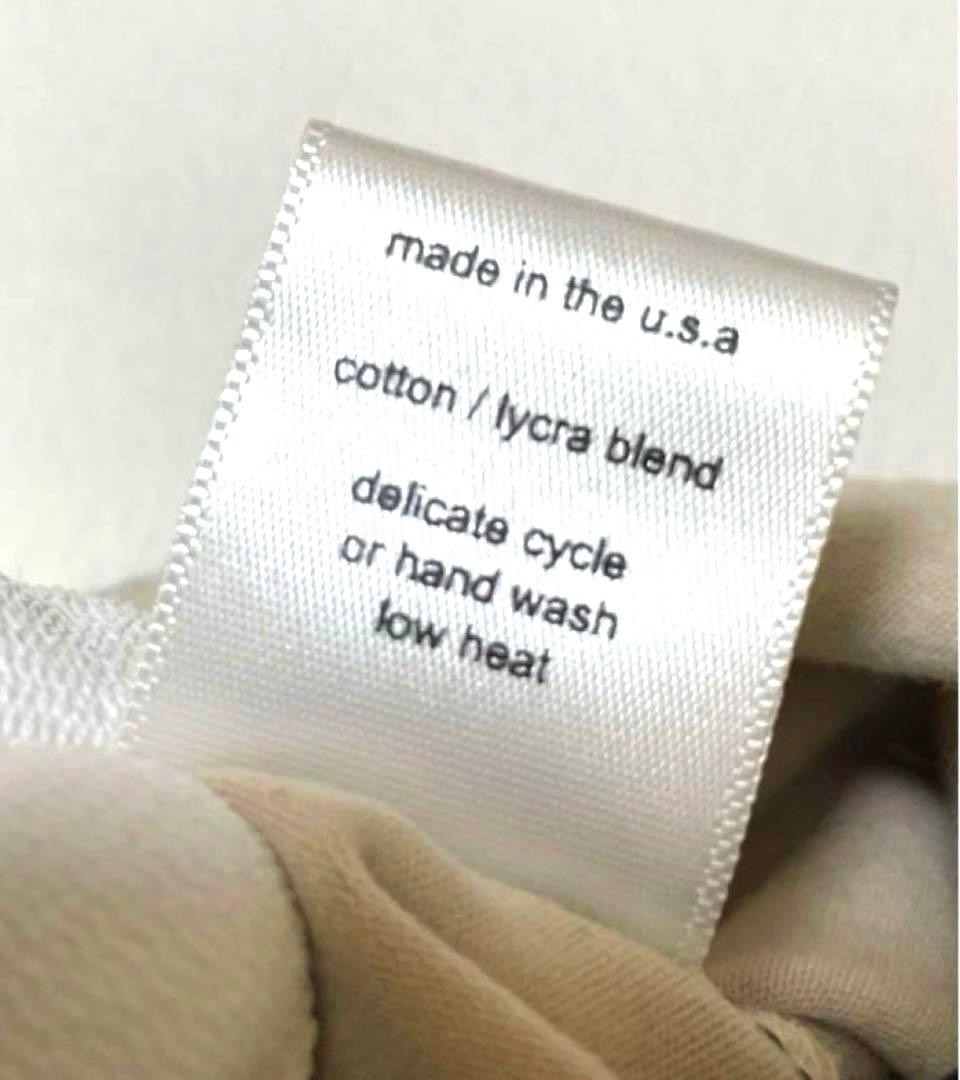 made in the u.s.a
cotton / lycra blend
delicate cycle
or hand wash
low heat